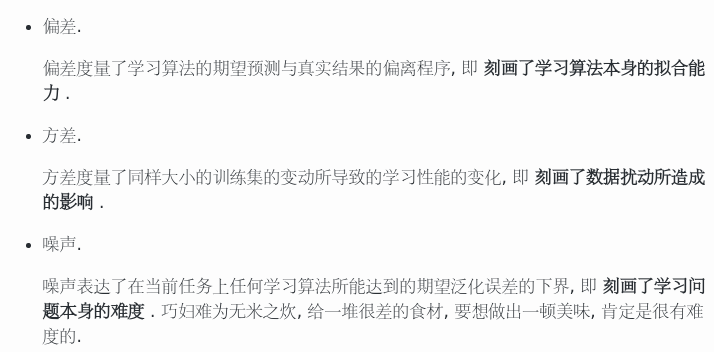 偏差.
偏差度量了学习算法的期望预测与真实结果的偏离程序, 即 刻画了学习算法本身的拟合能
力 .
方差.
方差度量了同样大小的训练集的变动所导致的学习性能的变化, 即 刻画了数据扰动所造成
的影响 .
噪声.
噪声表达了在当前任务上任何学习算法所能达到的期望泛化误差的下界, 即 刻画了学习问
题本身的难度 . 巧妇难为无米之炊, 给一堆很差的食材, 要想做出一顿美味, 肯定是很有难
度的.